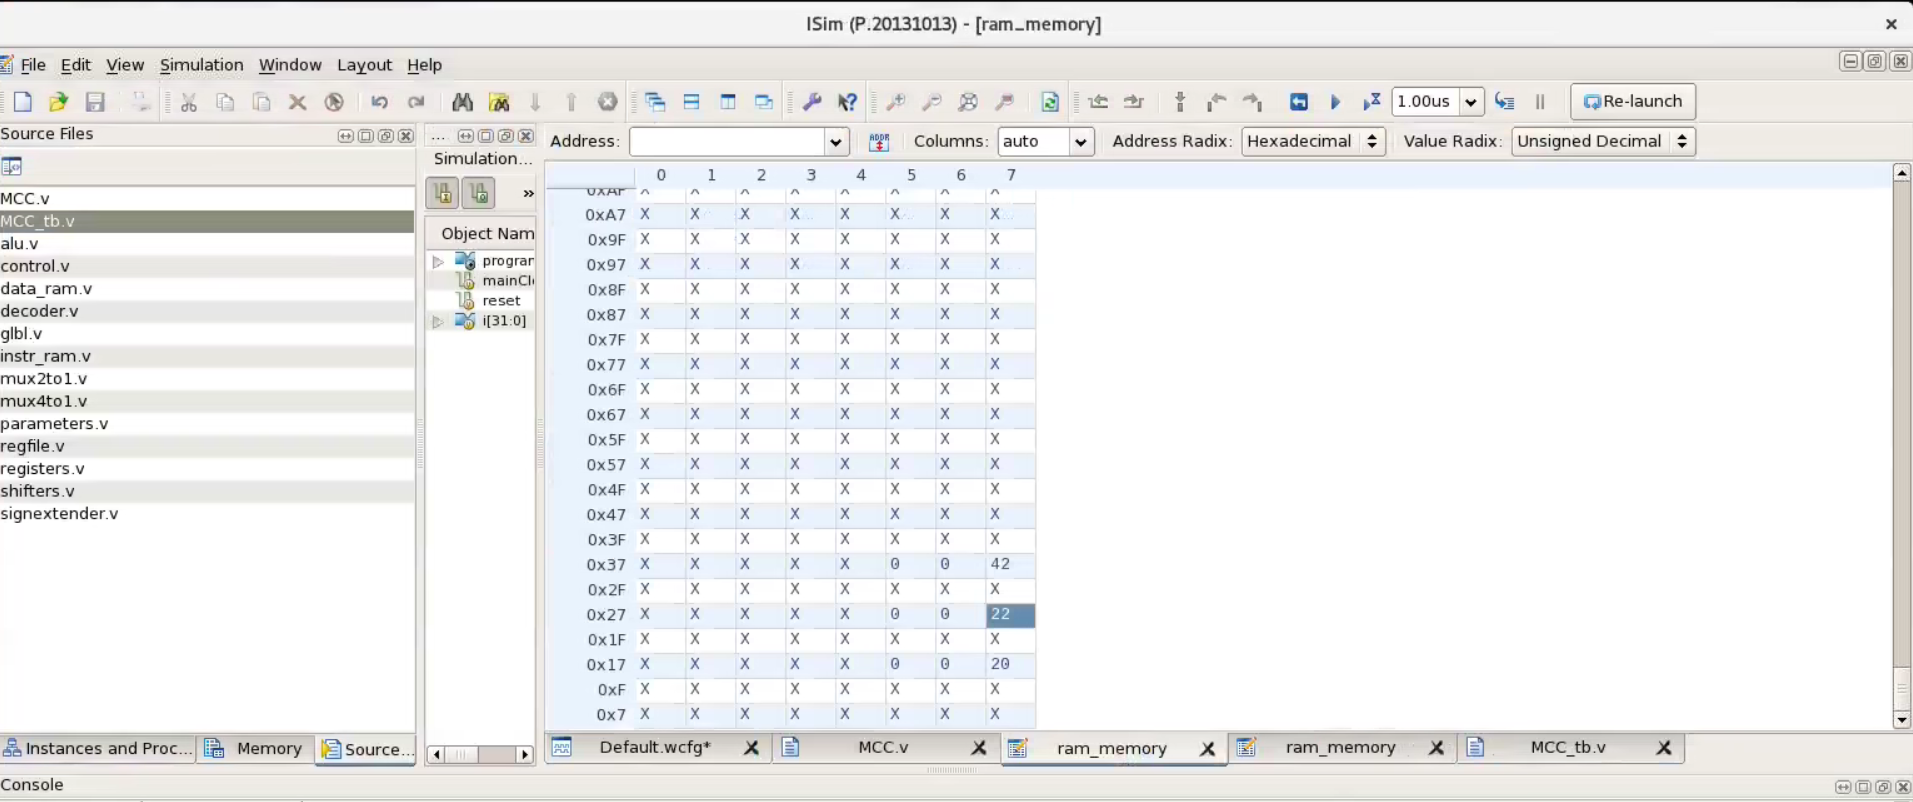 ISim (P.20131013) - [ram_memory]
File Edit View Simulation Window Layout Help
1.00us Re-launch
Source Files
Simulation...
Address: Columns: auto Address Radix: Hexadecimal Value Radix: Unsigned Decimal
MCC.v
MCC_tb.v
alu.v
control.v
data_ram.v
decoder.v
glbl.v
instr_ram.v
mux2to1.v
mux4to1.v
parameters.v
regfile.v
registers.v
shifters.v
signextender.v
»
Object Nam
progran
mainCl
reset
i[31:0]
0 1 2 3 4 5 6 7
0xAF X X X X X X X X
0xA7 X X X X X X X X
0x9F X X X X X X X X
0x97 X X X X X X X X
0x8F X X X X X X X X
0x87 X X X X X X X X
0x7F X X X X X X X X
0x77 X X X X X X X X
0x6F X X X X X X X X
0x67 X X X X X X X X
0x5F X X X X X X X X
0x57 X X X X X X X X
0x4F X X X X X X X X
0x47 X X X X X X X X
0x3F X X X X X X X X
0x37 X X X X X 0 0 42
0x2F X X X X X X X X
0x27 X X X X X 0 0 22
0x1F X X X X X X X X
0x17 X X X X X 0 0 20
0xF X X X X X X X X
0x7 X X X X X X X X
Instances and Proc... Memory Source...
Default.wcfg* MCC.v ram_memory ram_memory MCC_tb.v
Console